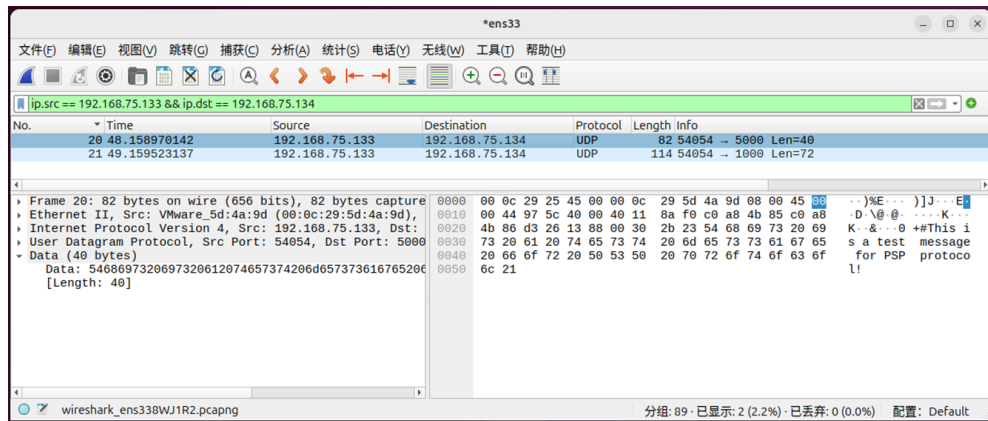 *ens33
文件(F) 编辑(E) 视图(V) 跳转(G) 捕获(C) 分析(A) 统计(S) 电话(Y) 无线(W) 工具(T) 帮助(H)
ip.src == 192.168.75.133 && ip.dst == 192.168.75.134
No. Time Source Destination Protocol Length Info
20 48.158970142 192.168.75.133 192.168.75.134 UDP 82 54054 → 5000 Len=40
21 49.159523137 192.168.75.133 192.168.75.134 UDP 114 54054 → 1000 Len=72
Frame 20: 82 bytes on wire (656 bits), 82 bytes capture
Ethernet II, Src: VMware_5d:4a:9d (00:0c:29:5d:4a:9d),
Internet Protocol Version 4, Src: 192.168.75.133, Dst:
User Datagram Protocol, Src Port: 54054, Dst Port: 5000
Data (40 bytes)
Data: 5468697320697320612074657374206d657373616765206
[Length: 40]
0000 00 0c 29 25 45 00 00 0c 29 5d 4a 9d 08 00 45 00 ··)%E··· )]J···E·
0010 00 44 97 5c 40 00 40 11 8a f0 c0 a8 4b 85 c0 a8 ·D·\@·@· ····K···
0020 4b 86 d3 26 13 88 00 30 2b 23 54 68 69 73 20 69 K··&···0 +#This i
0030 73 20 61 20 74 65 73 74 20 6d 65 73 73 61 67 65 s a test message
0040 20 66 6f 72 20 50 53 50 20 70 72 6f 74 6f 63 6f for PSP protoco
0050 6c 21 l!
wireshark_ens338WJ1R2.pcapng 分组: 89 · 已显示: 2 (2.2%) · 已丢弃: 0 (0.0%) 配置: Default